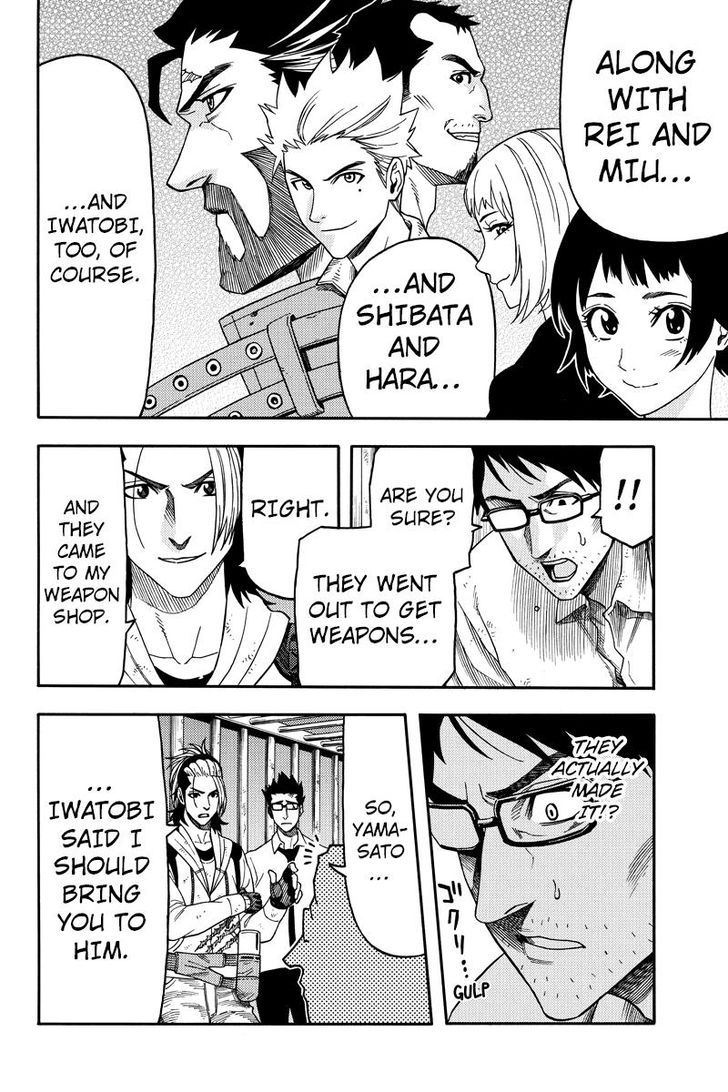 ALONG
WITH
REI AND
MIU...
...AND
SHIBATA
AND
HARA...
...AND
IWATOBI,
TOO, OF
COURSE.
!!
ARE YOU
SURE?
THEY WENT
OUT TO GET
WEAPONS...
RIGHT.
AND
THEY
CAME
TO MY
WEAPON
SHOP.
THEY
ACTUALLY
MADE
IT!?
ゴクリ…
GULP
SO,
YAMA-
SATO
...
...
IWATOBI
SAID I
SHOULD
BRING
YOU TO
HIM.